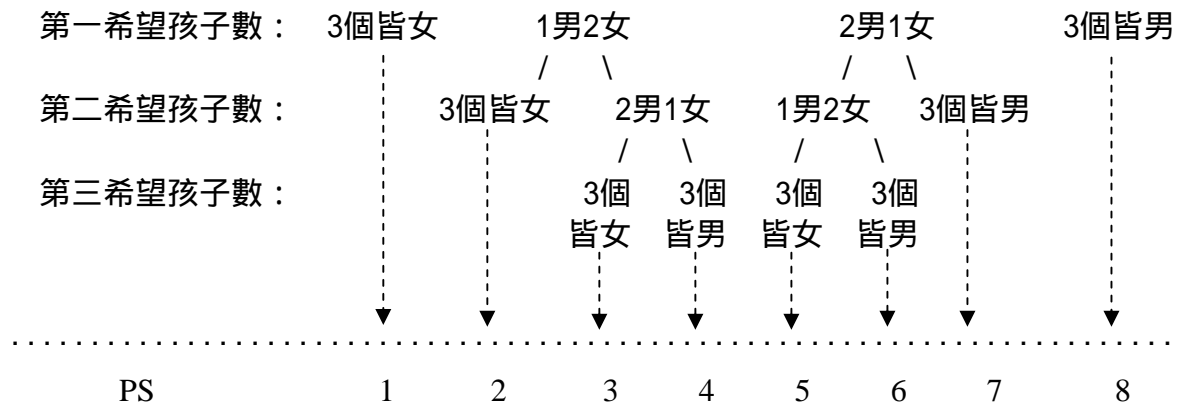 第一希望孩子數： 3個皆女 1男2女 2男1女 3個皆男
/ \ / \
第二希望孩子數： 3個皆女 2男1女 1男2女 3個皆男
/ \ / \
第三希望孩子數： 3個 3個 3個 3個
皆女 皆男 皆女 皆男
PS 1 2 3 4 5 6 7 8